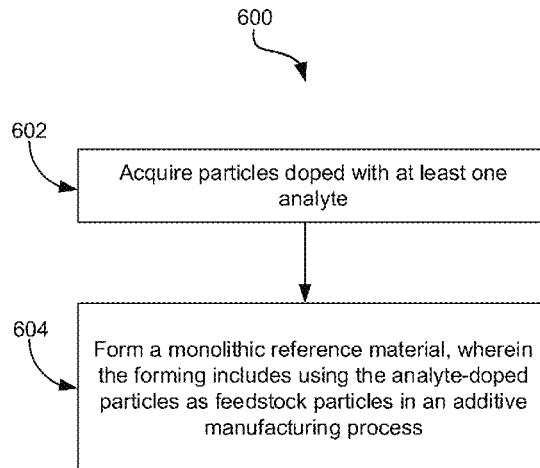 600
602
Acquire particles doped with at least one
analyte
604
Form a monolithic reference material, wherein
the forming includes using the analyte-doped
particles as feedstock particles in an additive
manufacturing process